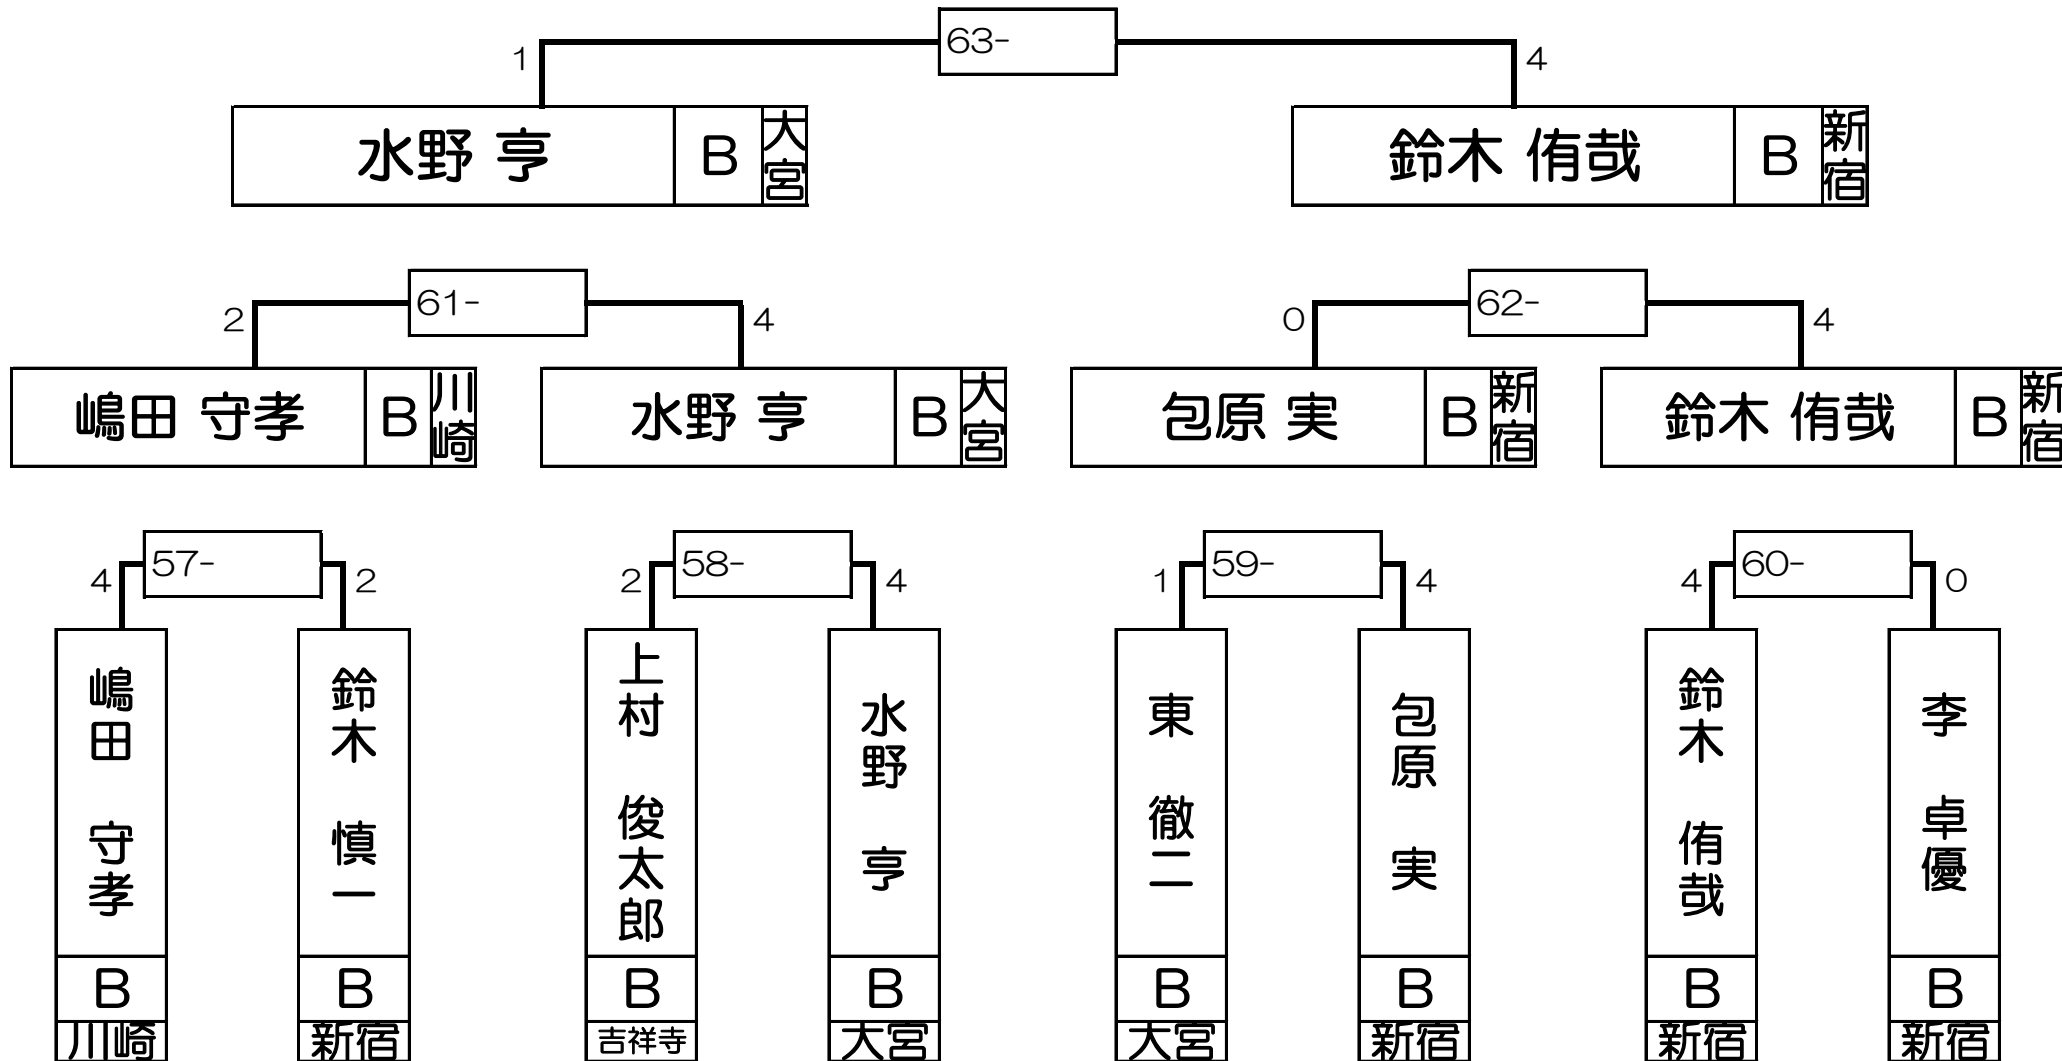 63-
1 4
水野 亨 B 大宮
鈴木 侑哉 B 新宿
61-
2 4
62-
0 4
嶋田 守孝 B 川崎
水野 亨 B 大宮
包原 実 B 新宿
鈴木 侑哉 B 新宿
57-
4 2
58-
2 4
59-
1 4
60-
4 0
嶋田 守孝 B 川崎
鈴木 慎一 B 新宿
上村 俊太郎 B 吉祥寺
水野 亨 B 大宮
東 徹二 B 大宮
包原 実 B 新宿
鈴木 侑哉 B 新宿
李 卓優 B 新宿